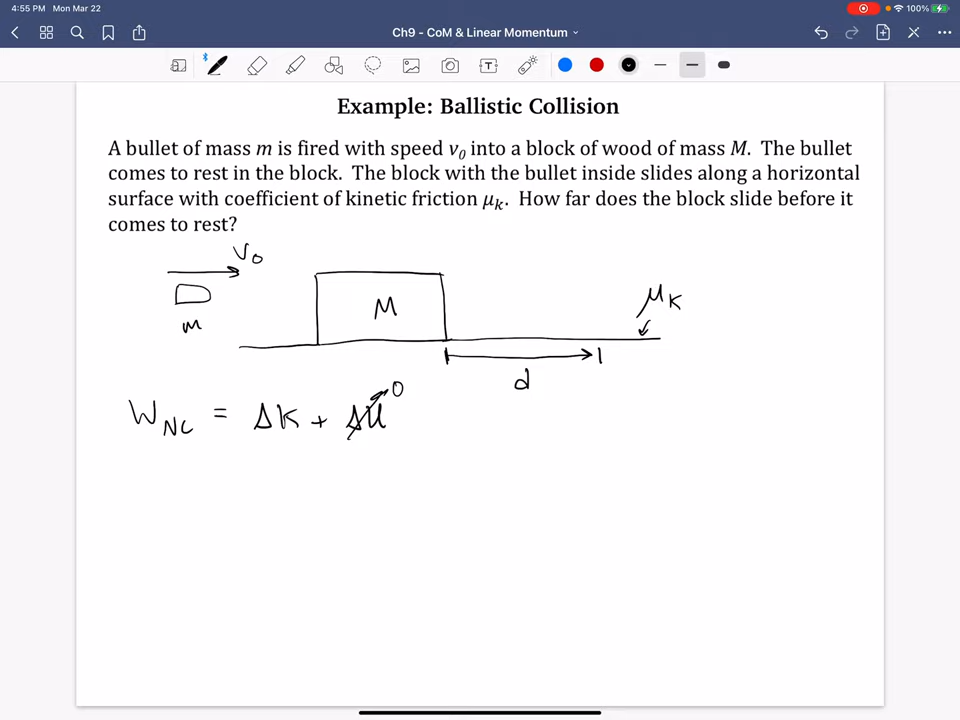 4:55 PM Mon Mar 22
100%
Ch9 - CoM & Linear Momentum
T
Example: Ballistic Collision
A bullet of mass m is fired with speed v₀ into a block of wood of mass M. The bullet
comes to rest in the block. The block with the bullet inside slides along a horizontal
surface with coefficient of kinetic friction μₖ. How far does the block slide before it
comes to rest?
V₀
m
M
μₖ
d
W_NC = ΔK + ΔU⁰